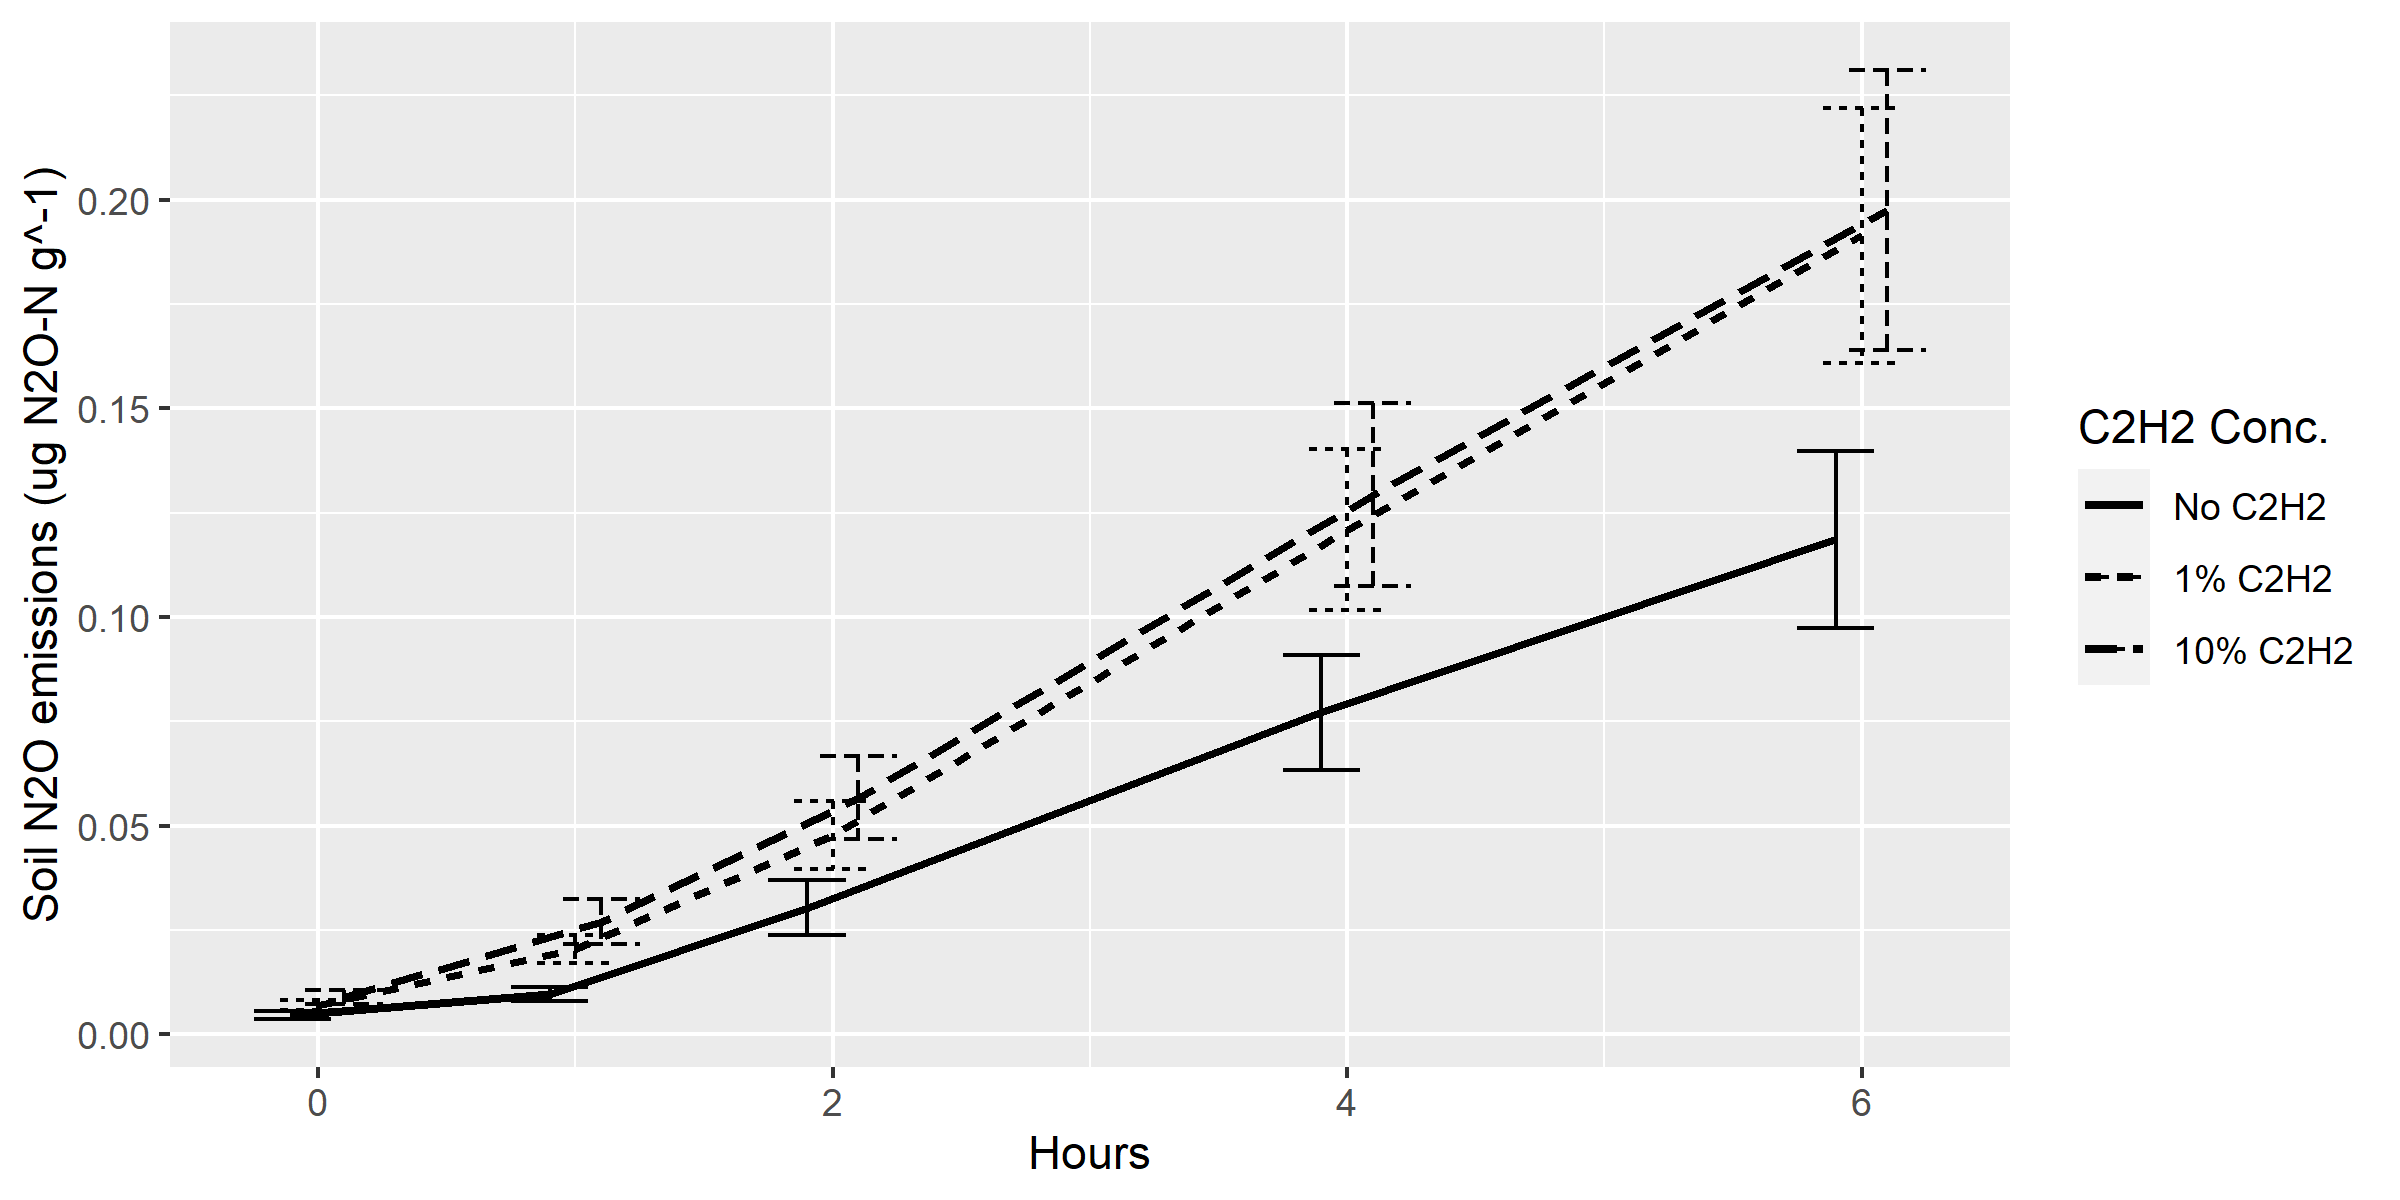 Soil N2O emissions (ug N2O-N g^-1)
0.20
0.15
0.10
0.05
0.00
0 2 4 6
Hours
C2H2 Conc.
No C2H2
1% C2H2
10% C2H2